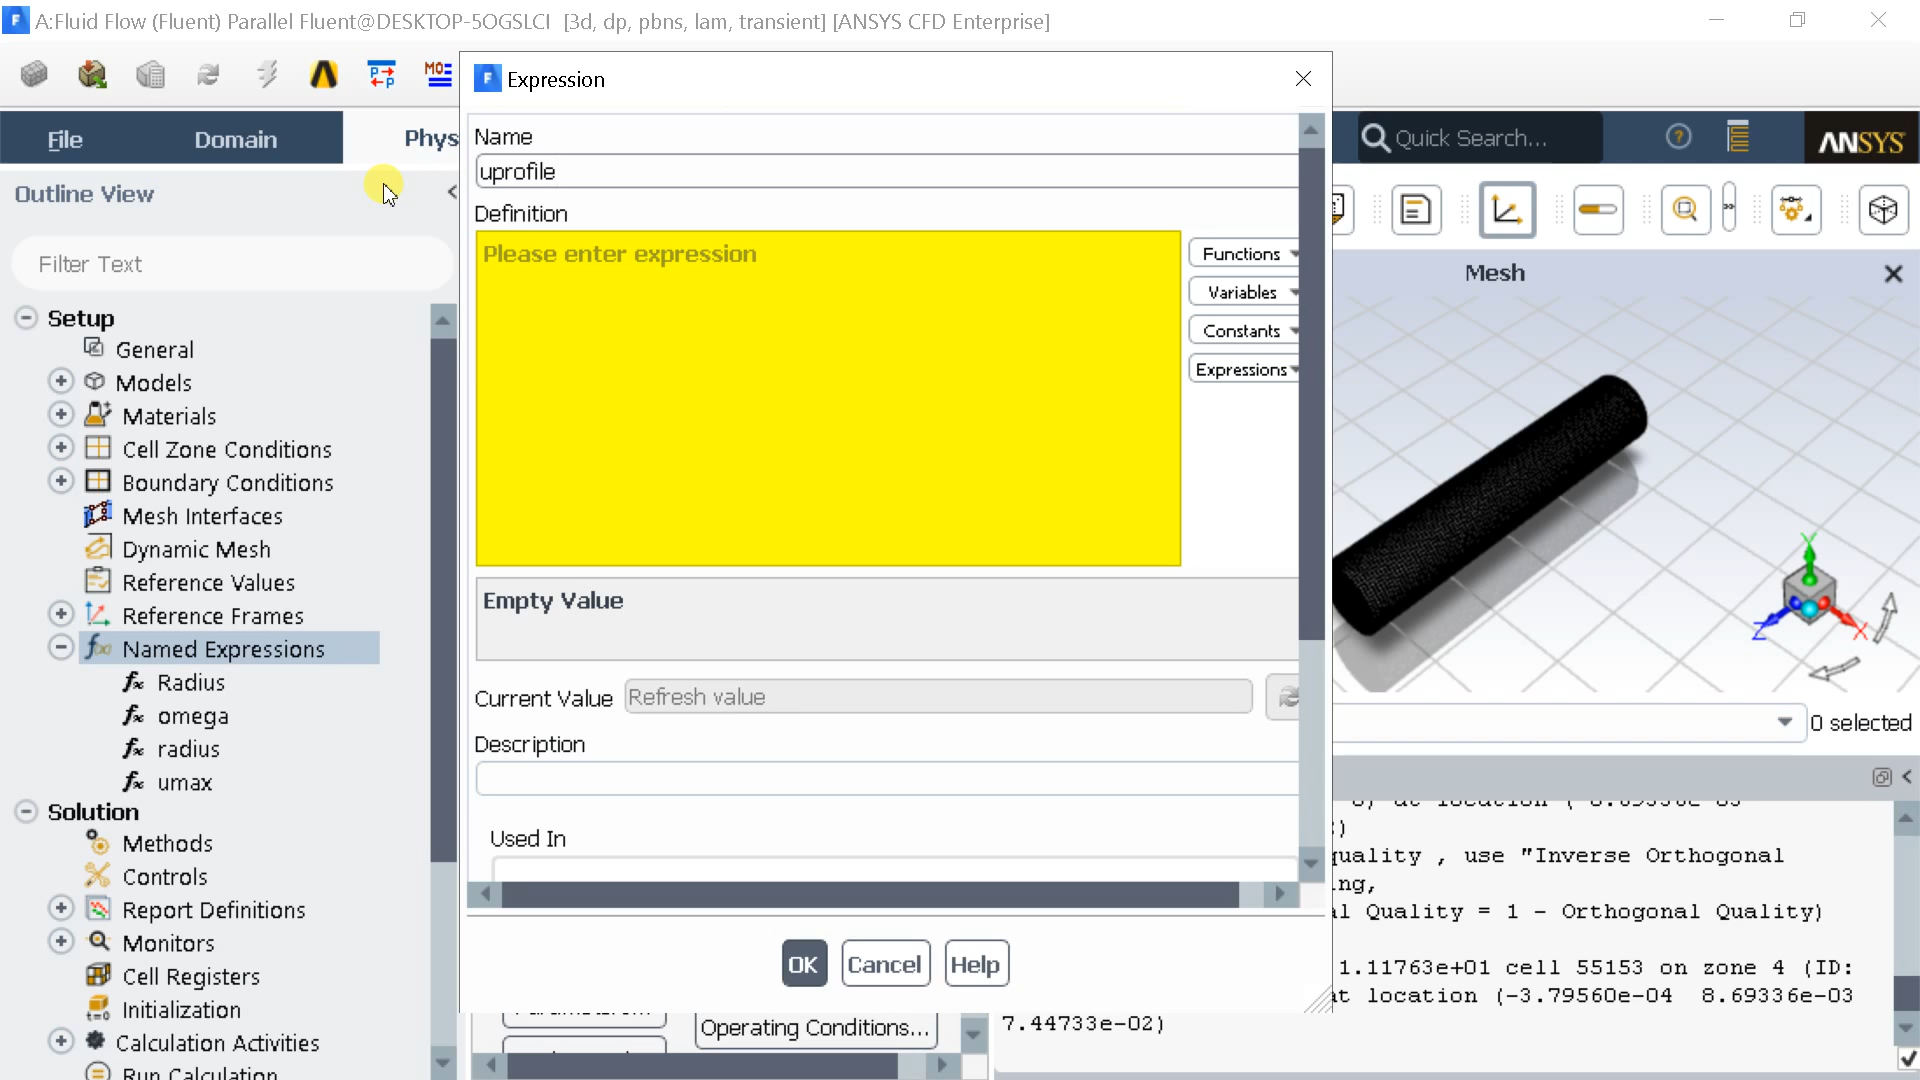 A:Fluid Flow (Fluent) Parallel Fluent@DESKTOP-5OGSLCI [3d, dp, pbns, lam, transient] [ANSYS CFD Enterprise]
File
Domain
Phys
Quick Search...
ANSYS
Outline View
Filter Text
Setup
General
Models
Materials
Cell Zone Conditions
Boundary Conditions
Mesh Interfaces
Dynamic Mesh
Reference Values
Reference Frames
Named Expressions
Radius
omega
radius
umax
Solution
Methods
Controls
Report Definitions
Monitors
Cell Registers
Initialization
Calculation Activities
Run Calculation
Expression
Name
uprofile
Definition
Please enter expression
Functions
Variables
Constants
Expressions
Empty Value
Current Value Refresh value
Description
Used In
OK Cancel Help
Operating Conditions...
Mesh
Y
Z
X
0 selected
uality , use "Inverse Orthogonal
ng,
l Quality = 1 - Orthogonal Quality)
1.11763e+01 cell 55153 on zone 4 (ID:
t location (-3.79560e-04 8.69336e-03
7.44733e-02)